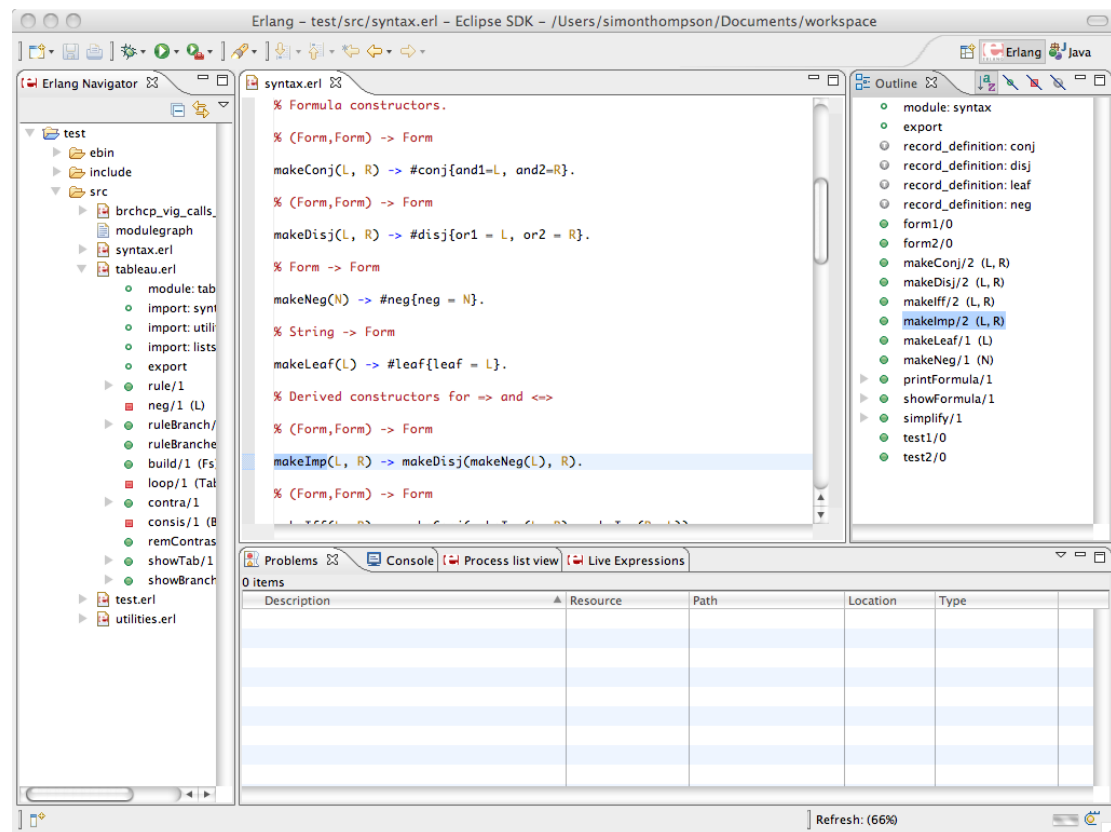 Erlang - test/src/syntax.erl - Eclipse SDK - /Users/simonthompson/Documents/workspace
Erlang Java
Erlang Navigator
test
ebin
include
src
brchcp_vig_calls_
modulegraph
syntax.erl
tableau.erl
module: tab
import: synt
import: utili
import: lists
export
rule/1
neg/1 (L)
ruleBranch/
ruleBranche
build/1 (Fs
loop/1 (Tab
contra/1
consis/1 (B
remContras
showTab/1
showBranch
test.erl
utilities.erl
syntax.erl
% Formula constructors.
% (Form,Form) -> Form
makeConj(L, R) -> #conj{and1=L, and2=R}.
% (Form,Form) -> Form
makeDisj(L, R) -> #disj{or1 = L, or2 = R}.
% Form -> Form
makeNeg(N) -> #neg{neg = N}.
% String -> Form
makeLeaf(L) -> #leaf{leaf = L}.
% Derived constructors for => and <=>
% (Form,Form) -> Form
makeImp(L, R) -> makeDisj(makeNeg(L), R).
% (Form,Form) -> Form
Outline
module: syntax
export
record_definition: conj
record_definition: disj
record_definition: leaf
record_definition: neg
form1/0
form2/0
makeConj/2 (L, R)
makeDisj/2 (L, R)
makeIff/2 (L, R)
makeImp/2 (L, R)
makeLeaf/1 (L)
makeNeg/1 (N)
printFormula/1
showFormula/1
simplify/1
test1/0
test2/0
Problems Console Process list view Live Expressions
0 items
Description Resource Path Location Type
Refresh: (66%)